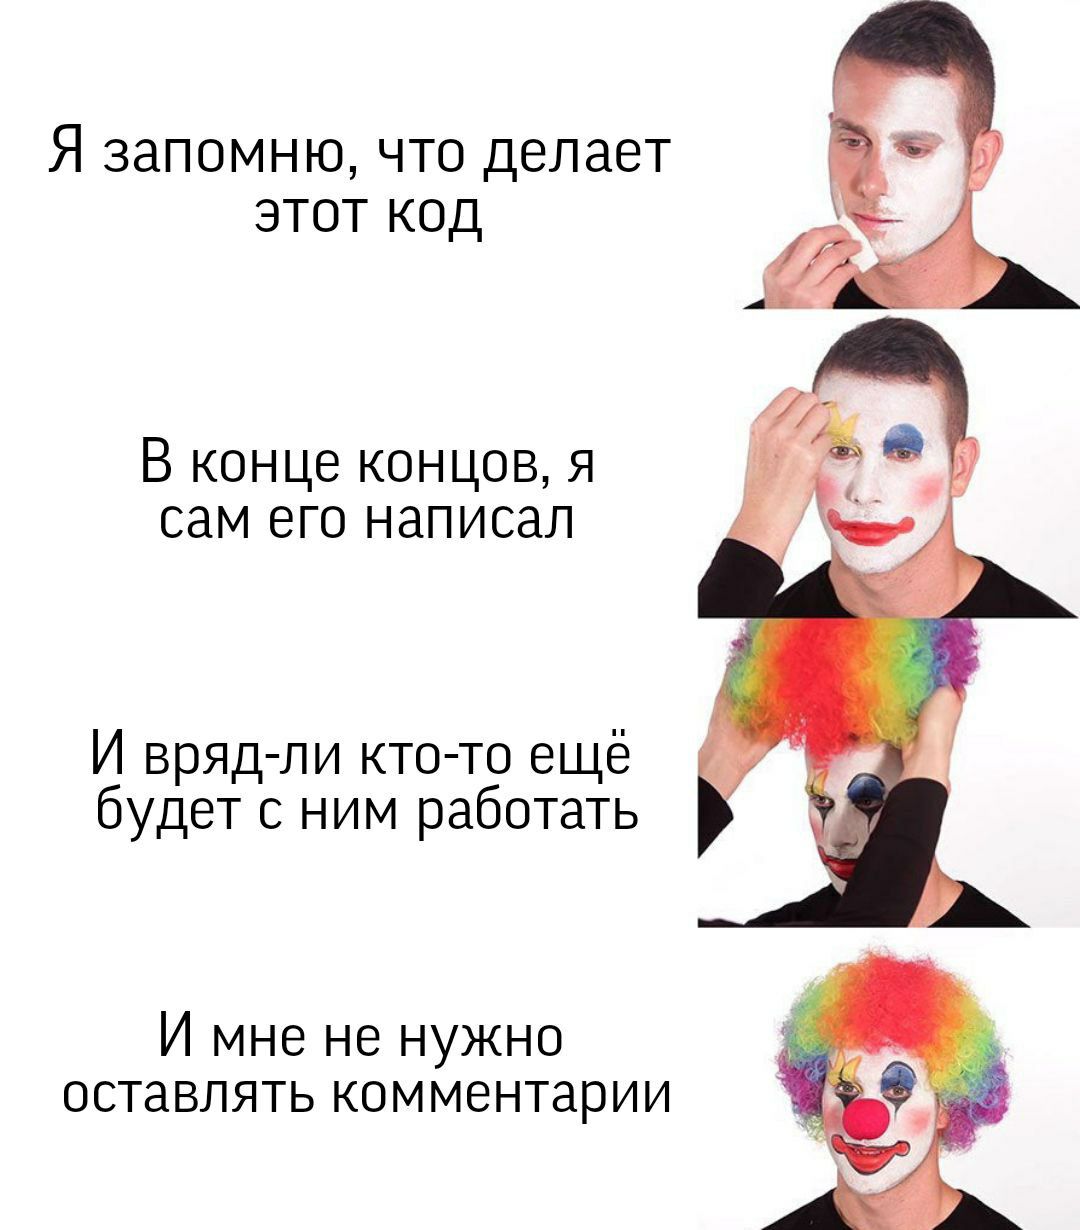 Я запомню, что делает
этот код
В конце концов, я
сам его написал
И вряд-ли кто-то ещё
будет с ним работать
И мне не нужно
оставлять комментарии